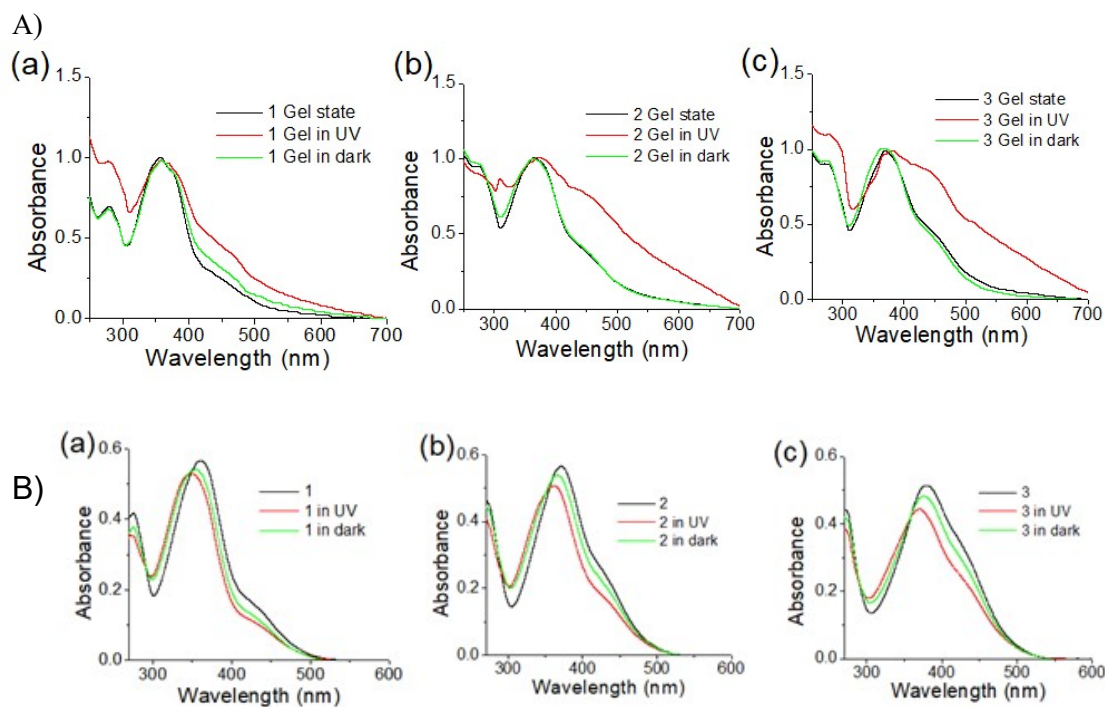 A)
(a)
1.5
1.0
0.5
0.0
Absorbance
1 Gel state
1 Gel in UV
1 Gel in dark
300 400 500 600 700
Wavelength (nm)
(b)
1.5
1.0
0.5
0.0
Absorbance
2 Gel state
2 Gel in UV
2 Gel in dark
300 400 500 600 700
Wavelength (nm)
(c)
1.5
1.0
0.5
0.0
Absorbance
3 Gel state
3 Gel in UV
3 Gel in dark
300 400 500 600 700
Wavelength (nm)
B)
(a)
0.6
0.4
0.2
0.0
Absorbance
1
1 in UV
1 in dark
300 400 500 600
Wavelength (nm)
(b)
0.6
0.4
0.2
0.0
Absorbance
2
2 in UV
2 in dark
300 400 500 600
Wavelength (nm)
(c)
0.6
0.4
0.2
0.0
Absorbance
3
3 in UV
3 in dark
300 400 500 600
Wavelength (nm)